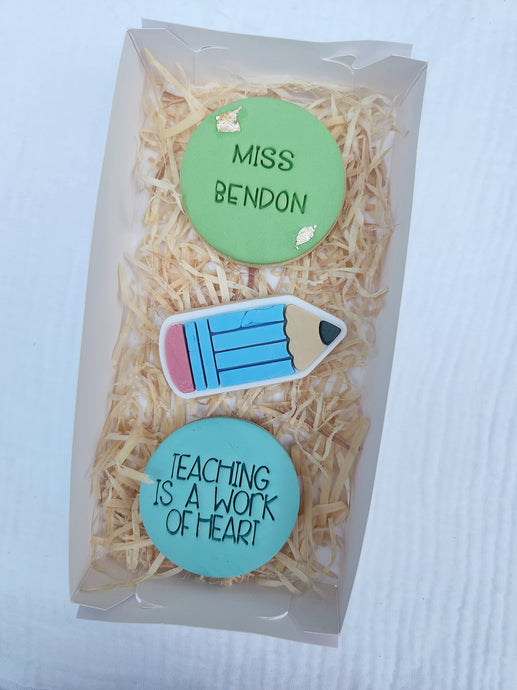 MISS
BENDON
TEACHING
IS A WORK
OF HEART